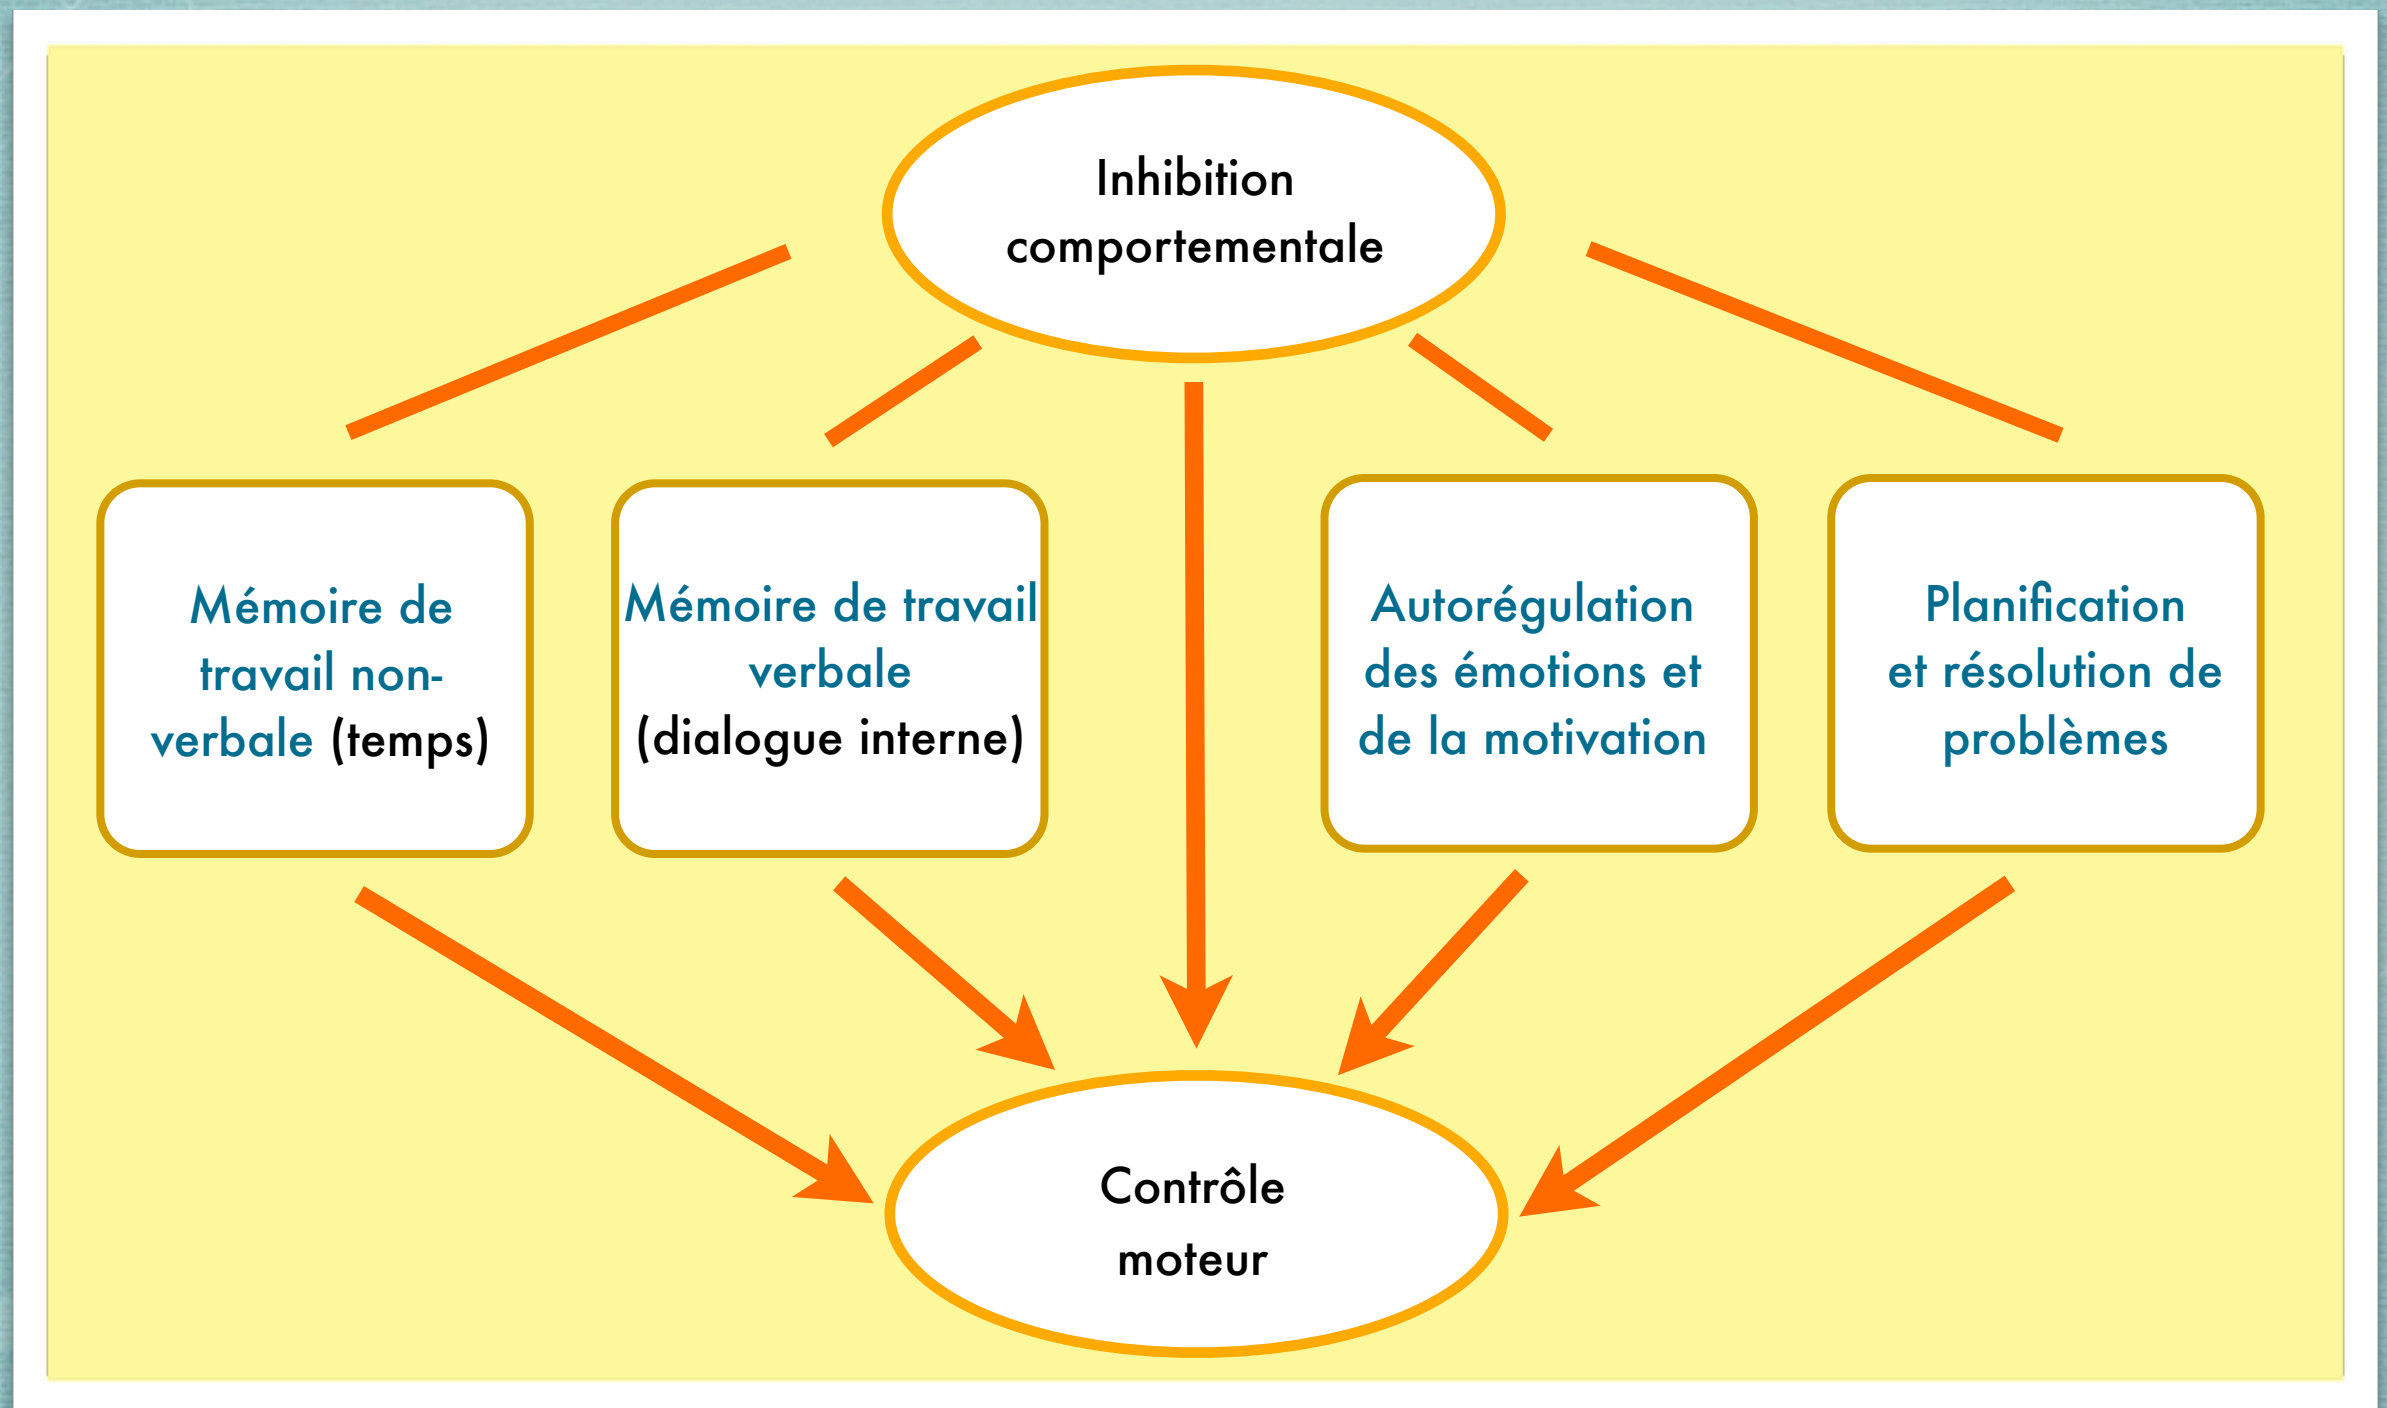 Inhibition
comportementale
Mémoire de
travail non-
verbale (temps)
Mémoire de travail
verbale
(dialogue interne)
Autorégulation
des émotions et
de la motivation
Planification
et résolution de
problèmes
Contrôle
moteur